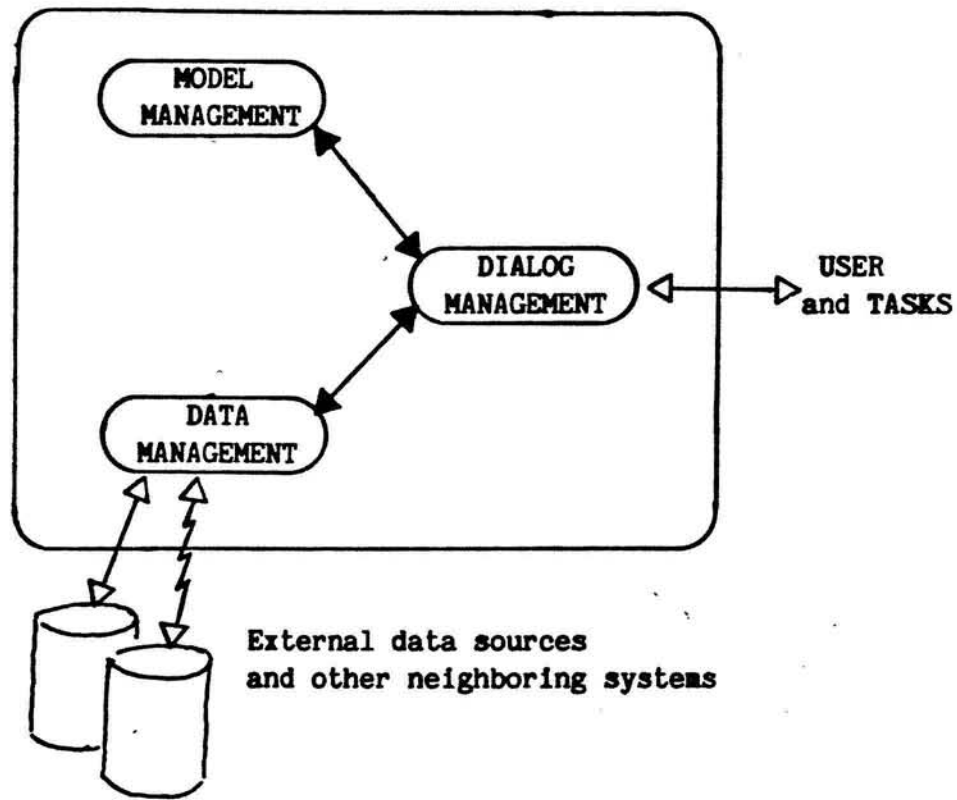 MODEL
MANAGEMENT
DIALOG
MANAGEMENT
USER
and TASKS
DATA
MANAGEMENT
External data sources
and other neighboring systems